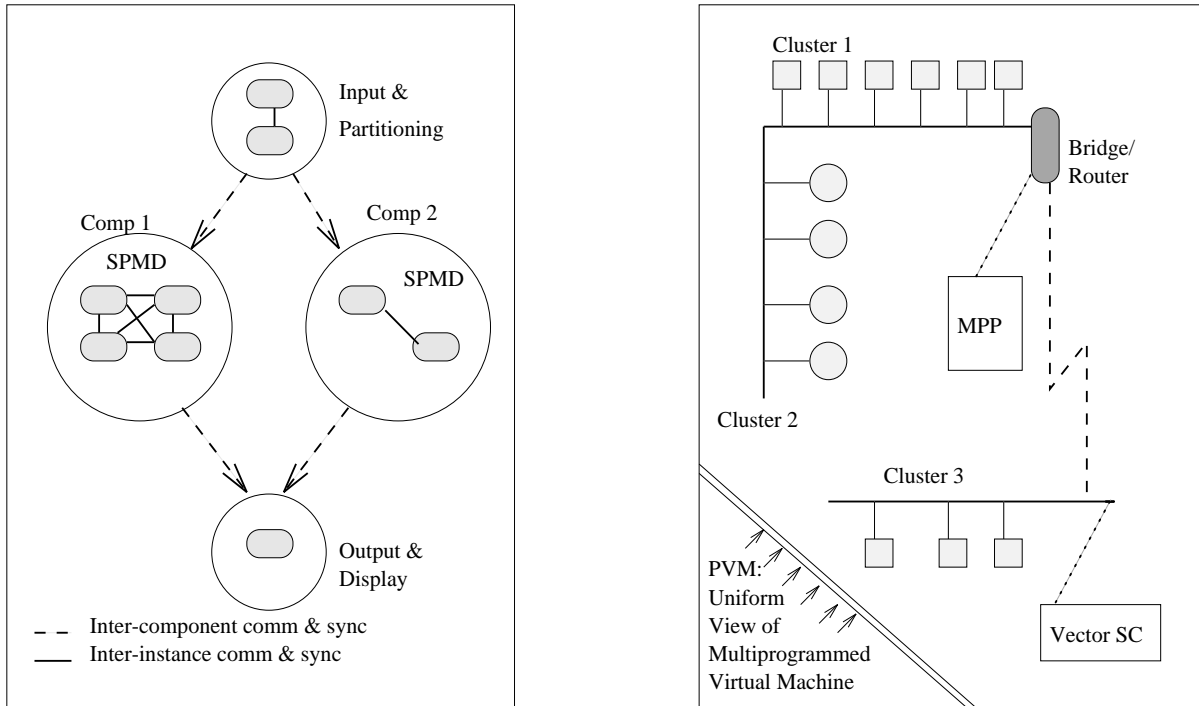 Input &
Partitioning
Comp 1
Comp 2
SPMD
SPMD
Output &
Display
Inter-component comm & sync
Inter-instance comm & sync
Cluster 1
Bridge/
Router
MPP
Cluster 2
Cluster 3
PVM:
Uniform
View of
Multiprogrammed
Virtual Machine
Vector SC